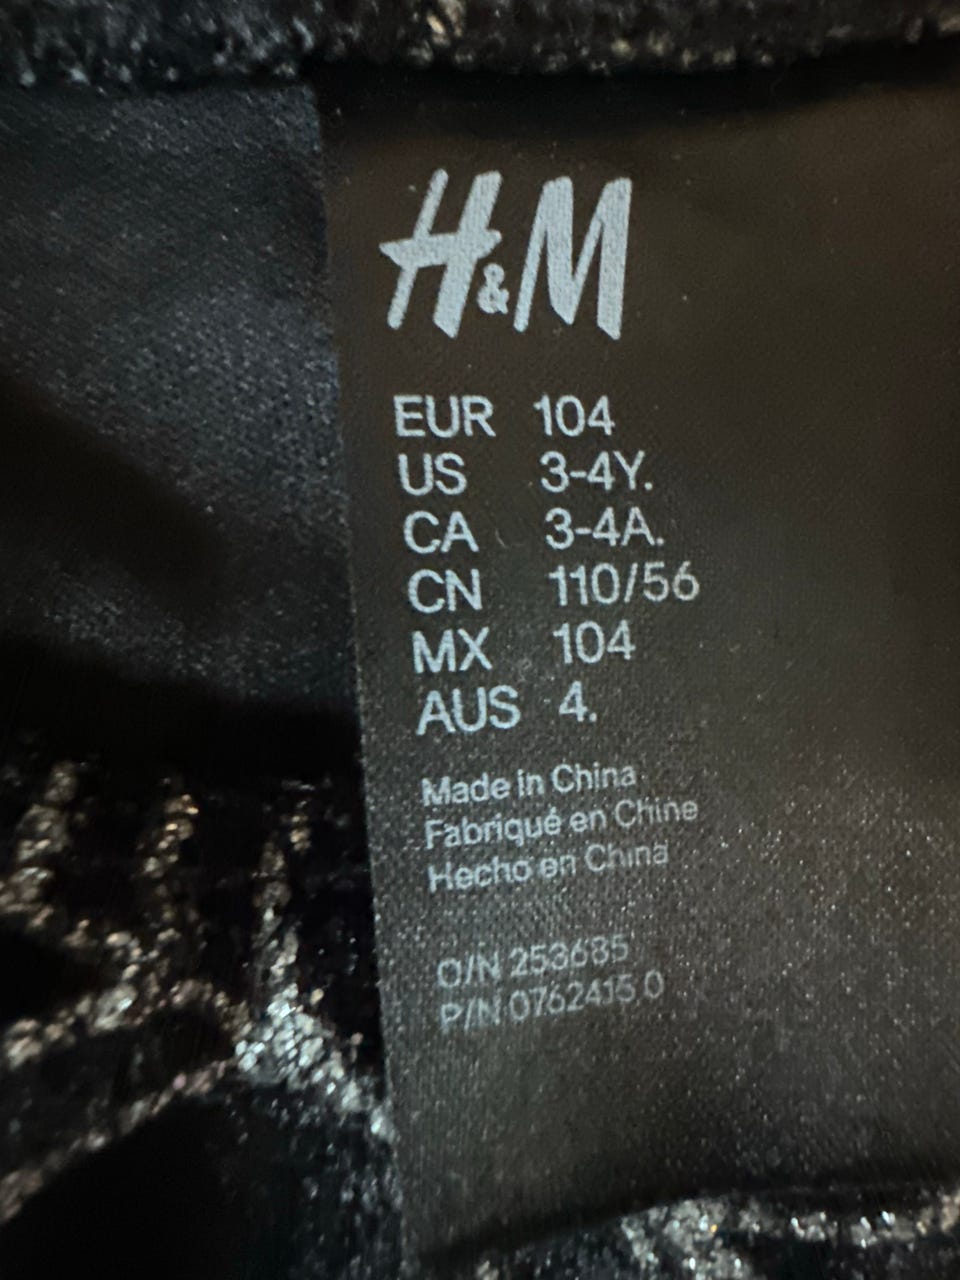 H&M
EUR 104
US 3-4Y.
CA 3-4A.
CN 110/56
MX 104
AUS 4.
Made in China
Fabriqué en Chine
Hecho en China
O/N 253685
P/N 0762415.0